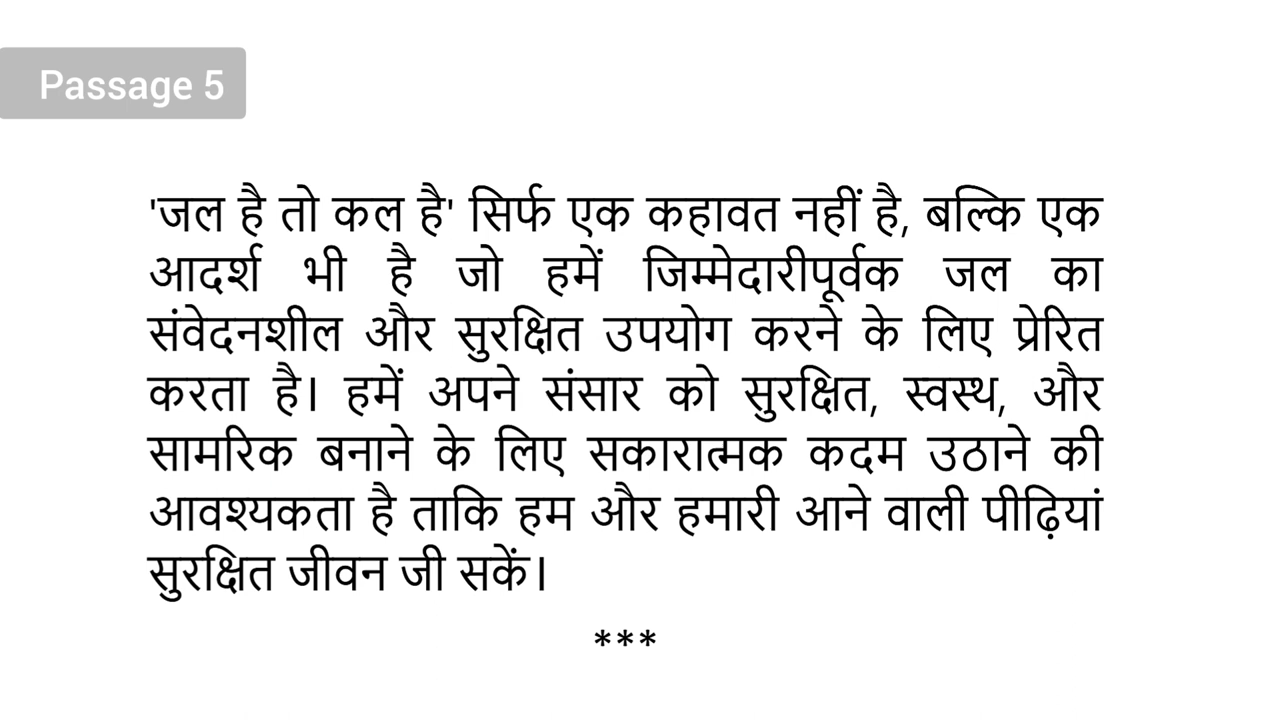 Passage 5
'जल है तो कल है' सिर्फ एक कहावत नहीं है, बल्कि एक
आदर्श भी है जो हमें जिम्मेदारीपूर्वक जल का
संवेदनशील और सुरक्षित उपयोग करने के लिए प्रेरित
करता है। हमें अपने संसार को सुरक्षित, स्वस्थ, और
सामरिक बनाने के लिए सकारात्मक कदम उठाने की
आवश्यकता है ताकि हम और हमारी आने वाली पीढ़ियां
सुरक्षित जीवन जी सकें।
***